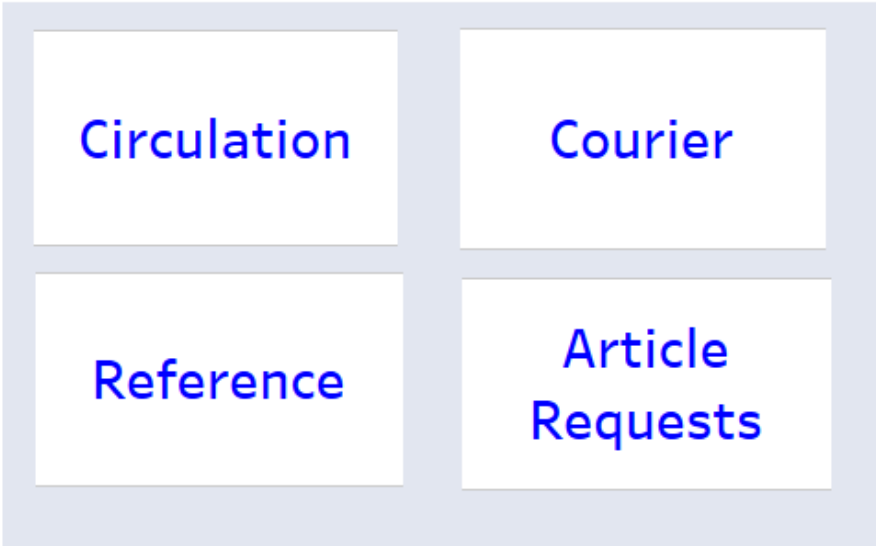 Circulation
Courier
Reference
Article
Requests